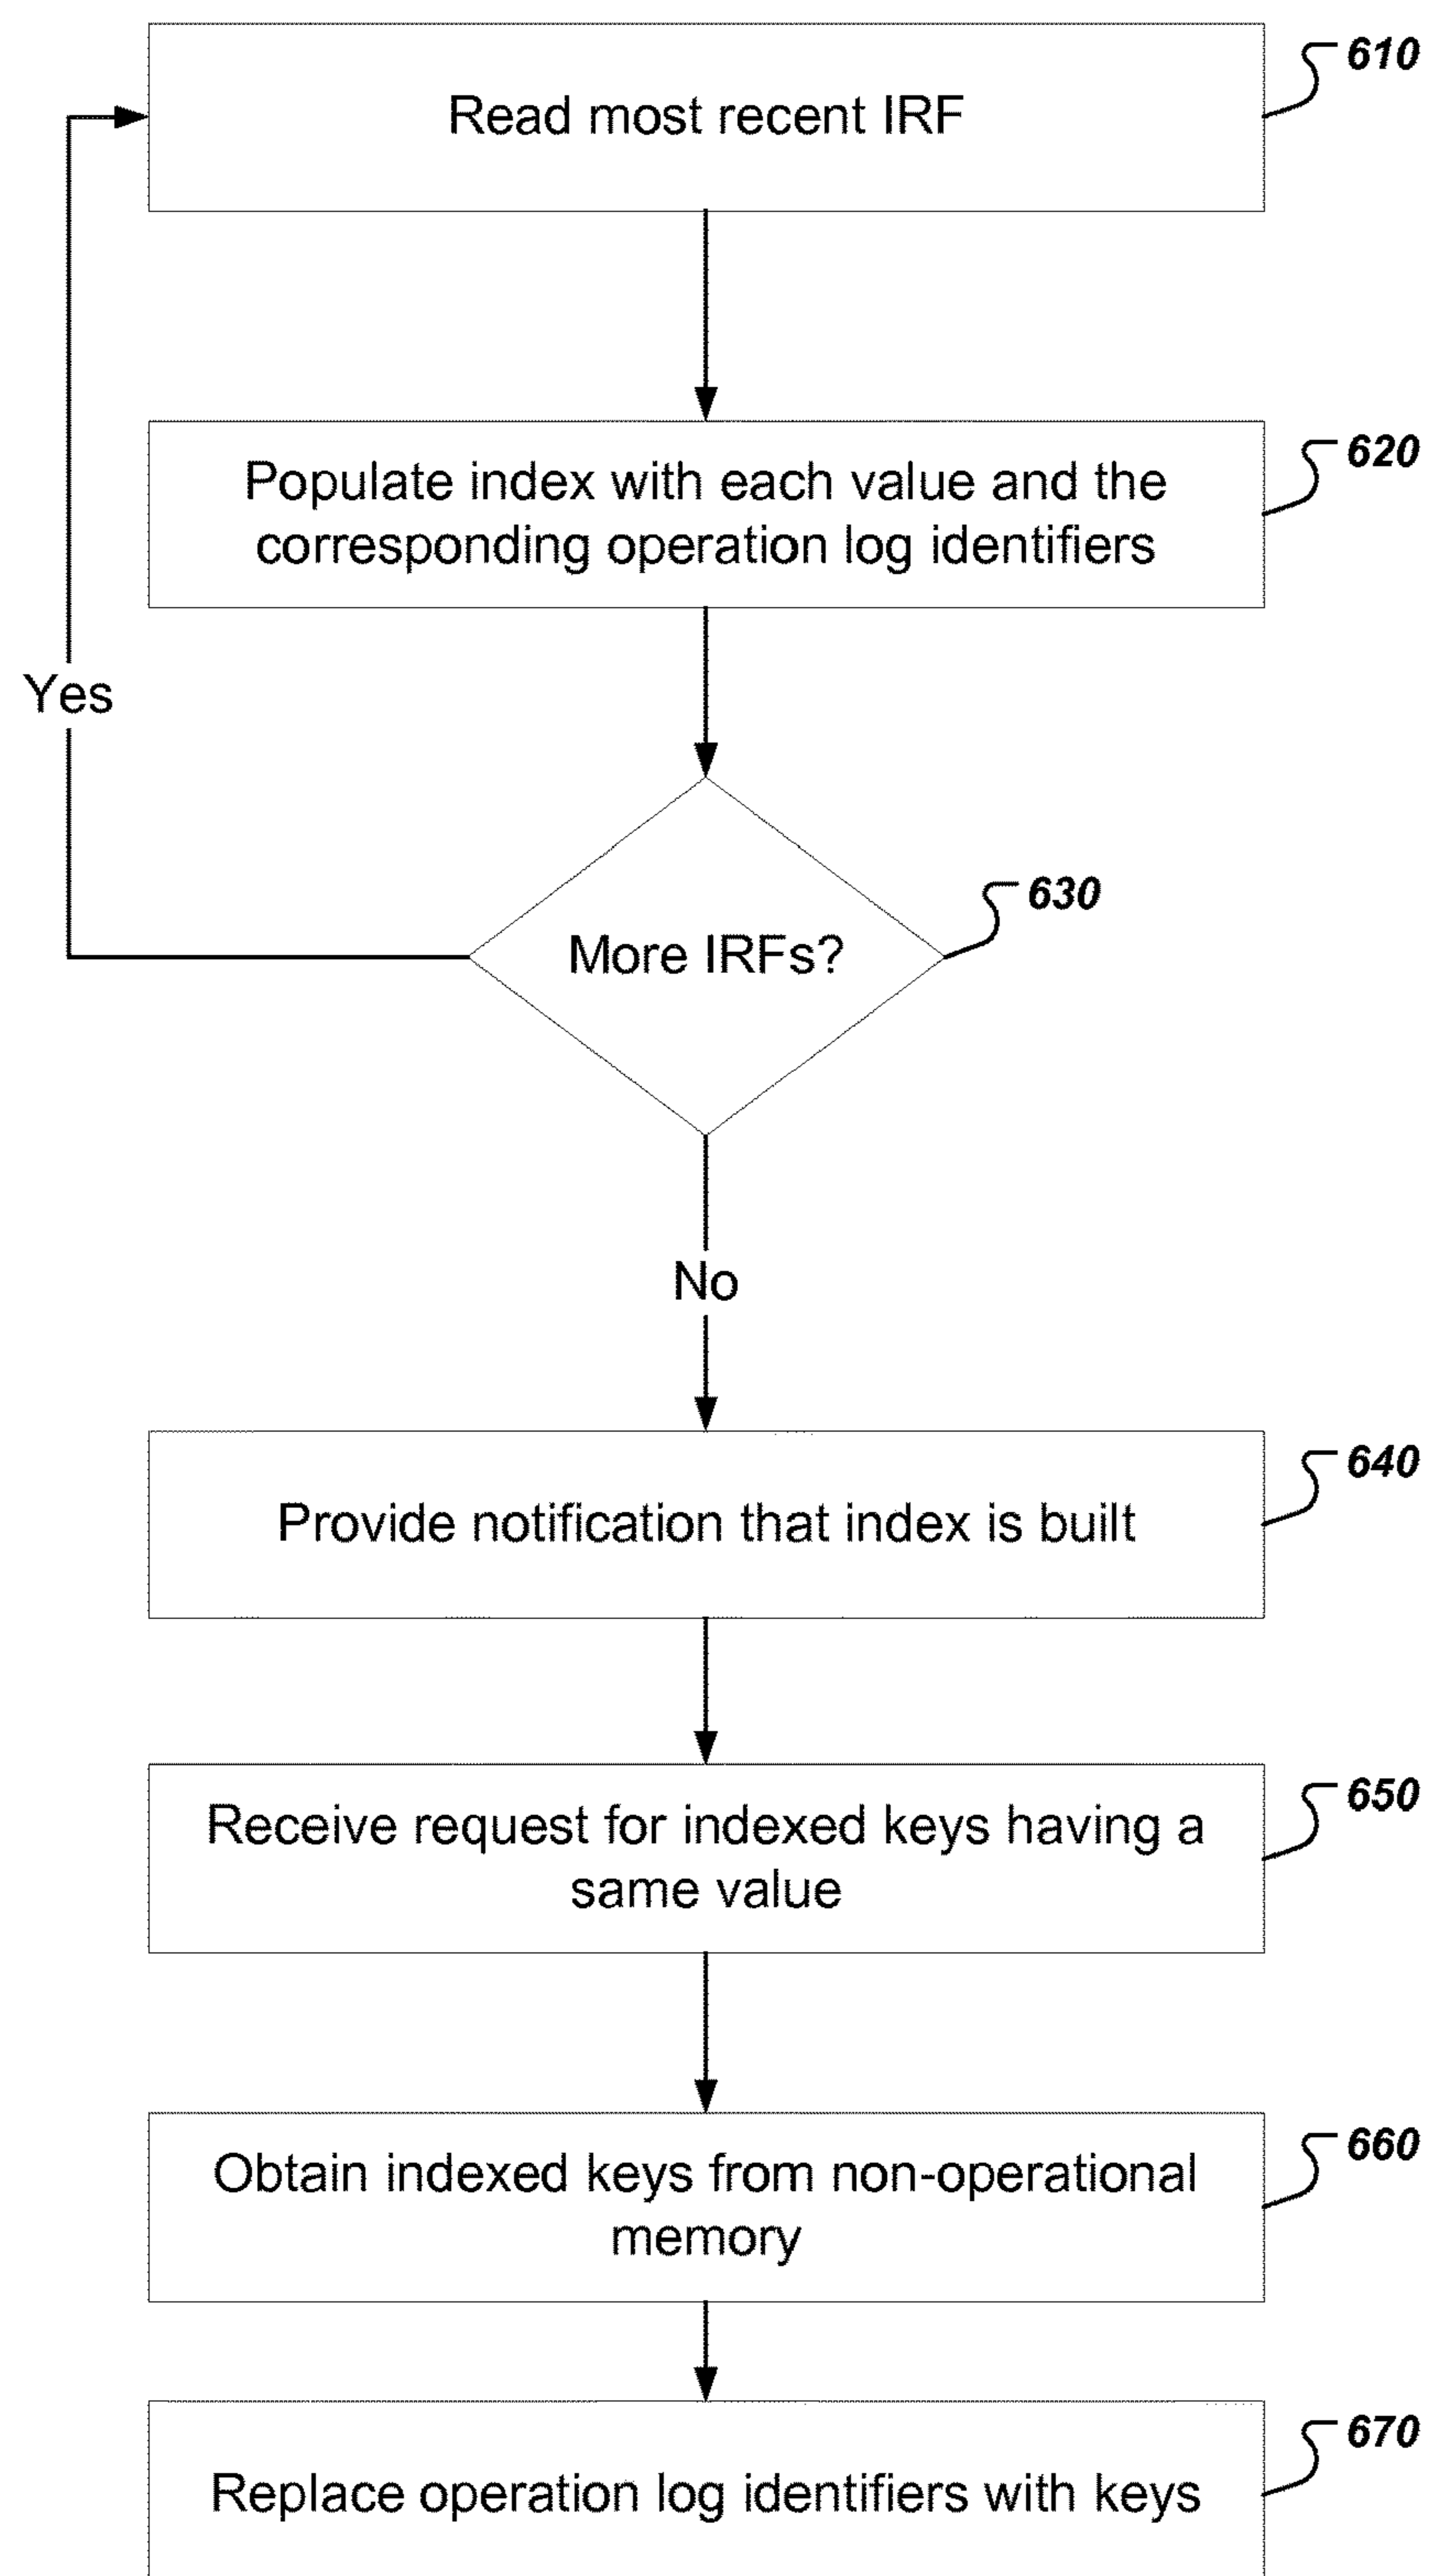 Read most recent IRF
610
Populate index with each value and the
corresponding operation log identifiers
620
Yes
More IRFs?
630
No
Provide notification that index is built
640
Receive request for indexed keys having a
same value
650
Obtain indexed keys from non-operational
memory
660
Replace operation log identifiers with keys
670